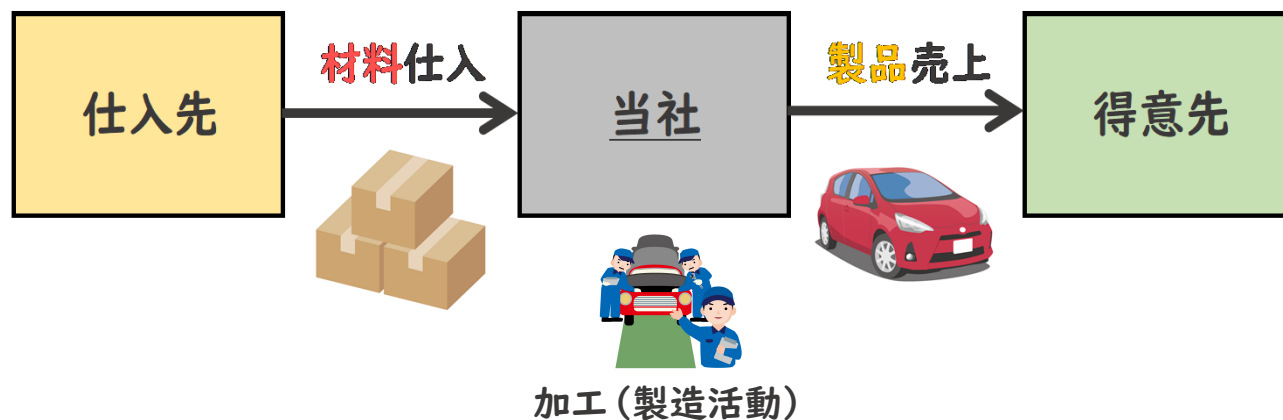 仕入先
材料仕入
当社
製品売上
得意先
加工(製造活動)